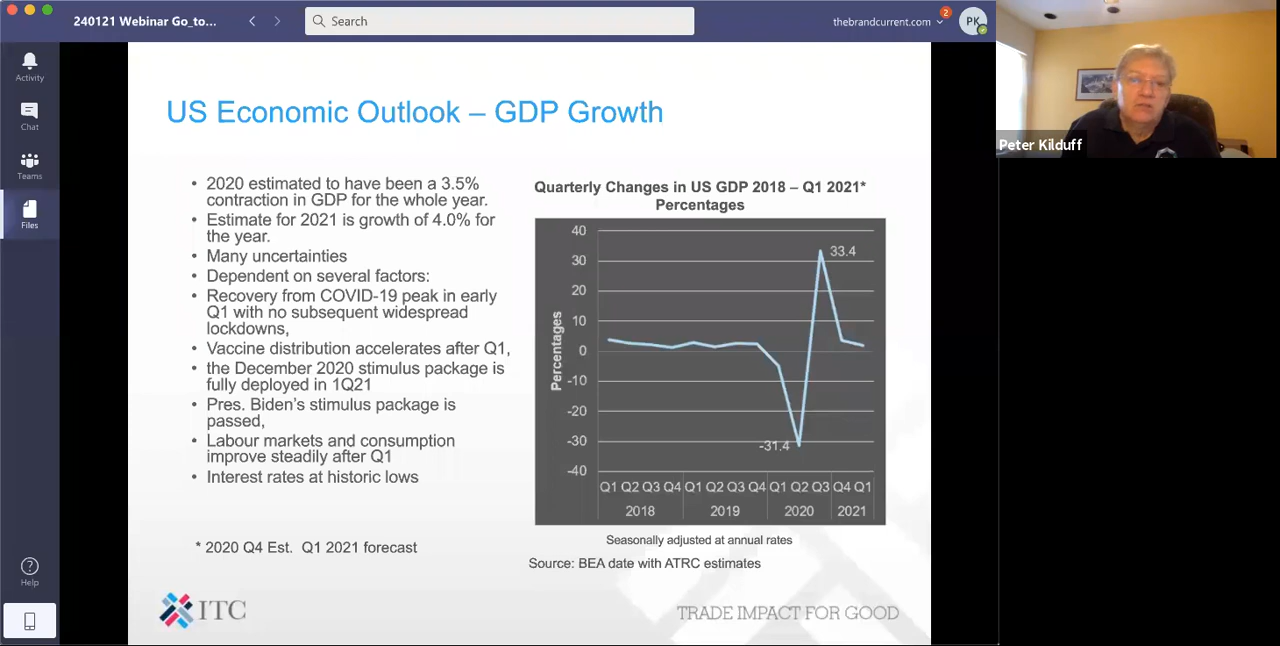 240121 Webinar Go_to...
Search
thebrandcurrent.com
2
PK
Activity
Chat
Teams
Files
Help
Peter Kilduff
US Economic Outlook – GDP Growth
• 2020 estimated to have been a 3.5%
contraction in GDP for the whole year.
• Estimate for 2021 is growth of 4.0% for
the year.
• Many uncertainties
• Dependent on several factors:
• Recovery from COVID-19 peak in early
Q1 with no subsequent widespread
lockdowns,
• Vaccine distribution accelerates after Q1,
• the December 2020 stimulus package is
fully deployed in 1Q21
• Pres. Biden's stimulus package is
passed,
• Labour markets and consumption
improve steadily after Q1
• Interest rates at historic lows
* 2020 Q4 Est. Q1 2021 forecast
Quarterly Changes in US GDP 2018 – Q1 2021*
Percentages
Percentages
40
30
20
10
0
-10
-20
-30
-40
33.4
-31.4
Q1 Q2 Q3 Q4 Q1 Q2 Q3 Q4 Q1 Q2 Q3 Q4 Q1
2018 2019 2020 2021
Seasonally adjusted at annual rates
Source: BEA date with ATRC estimates
ITC
TRADE IMPACT FOR GOOD